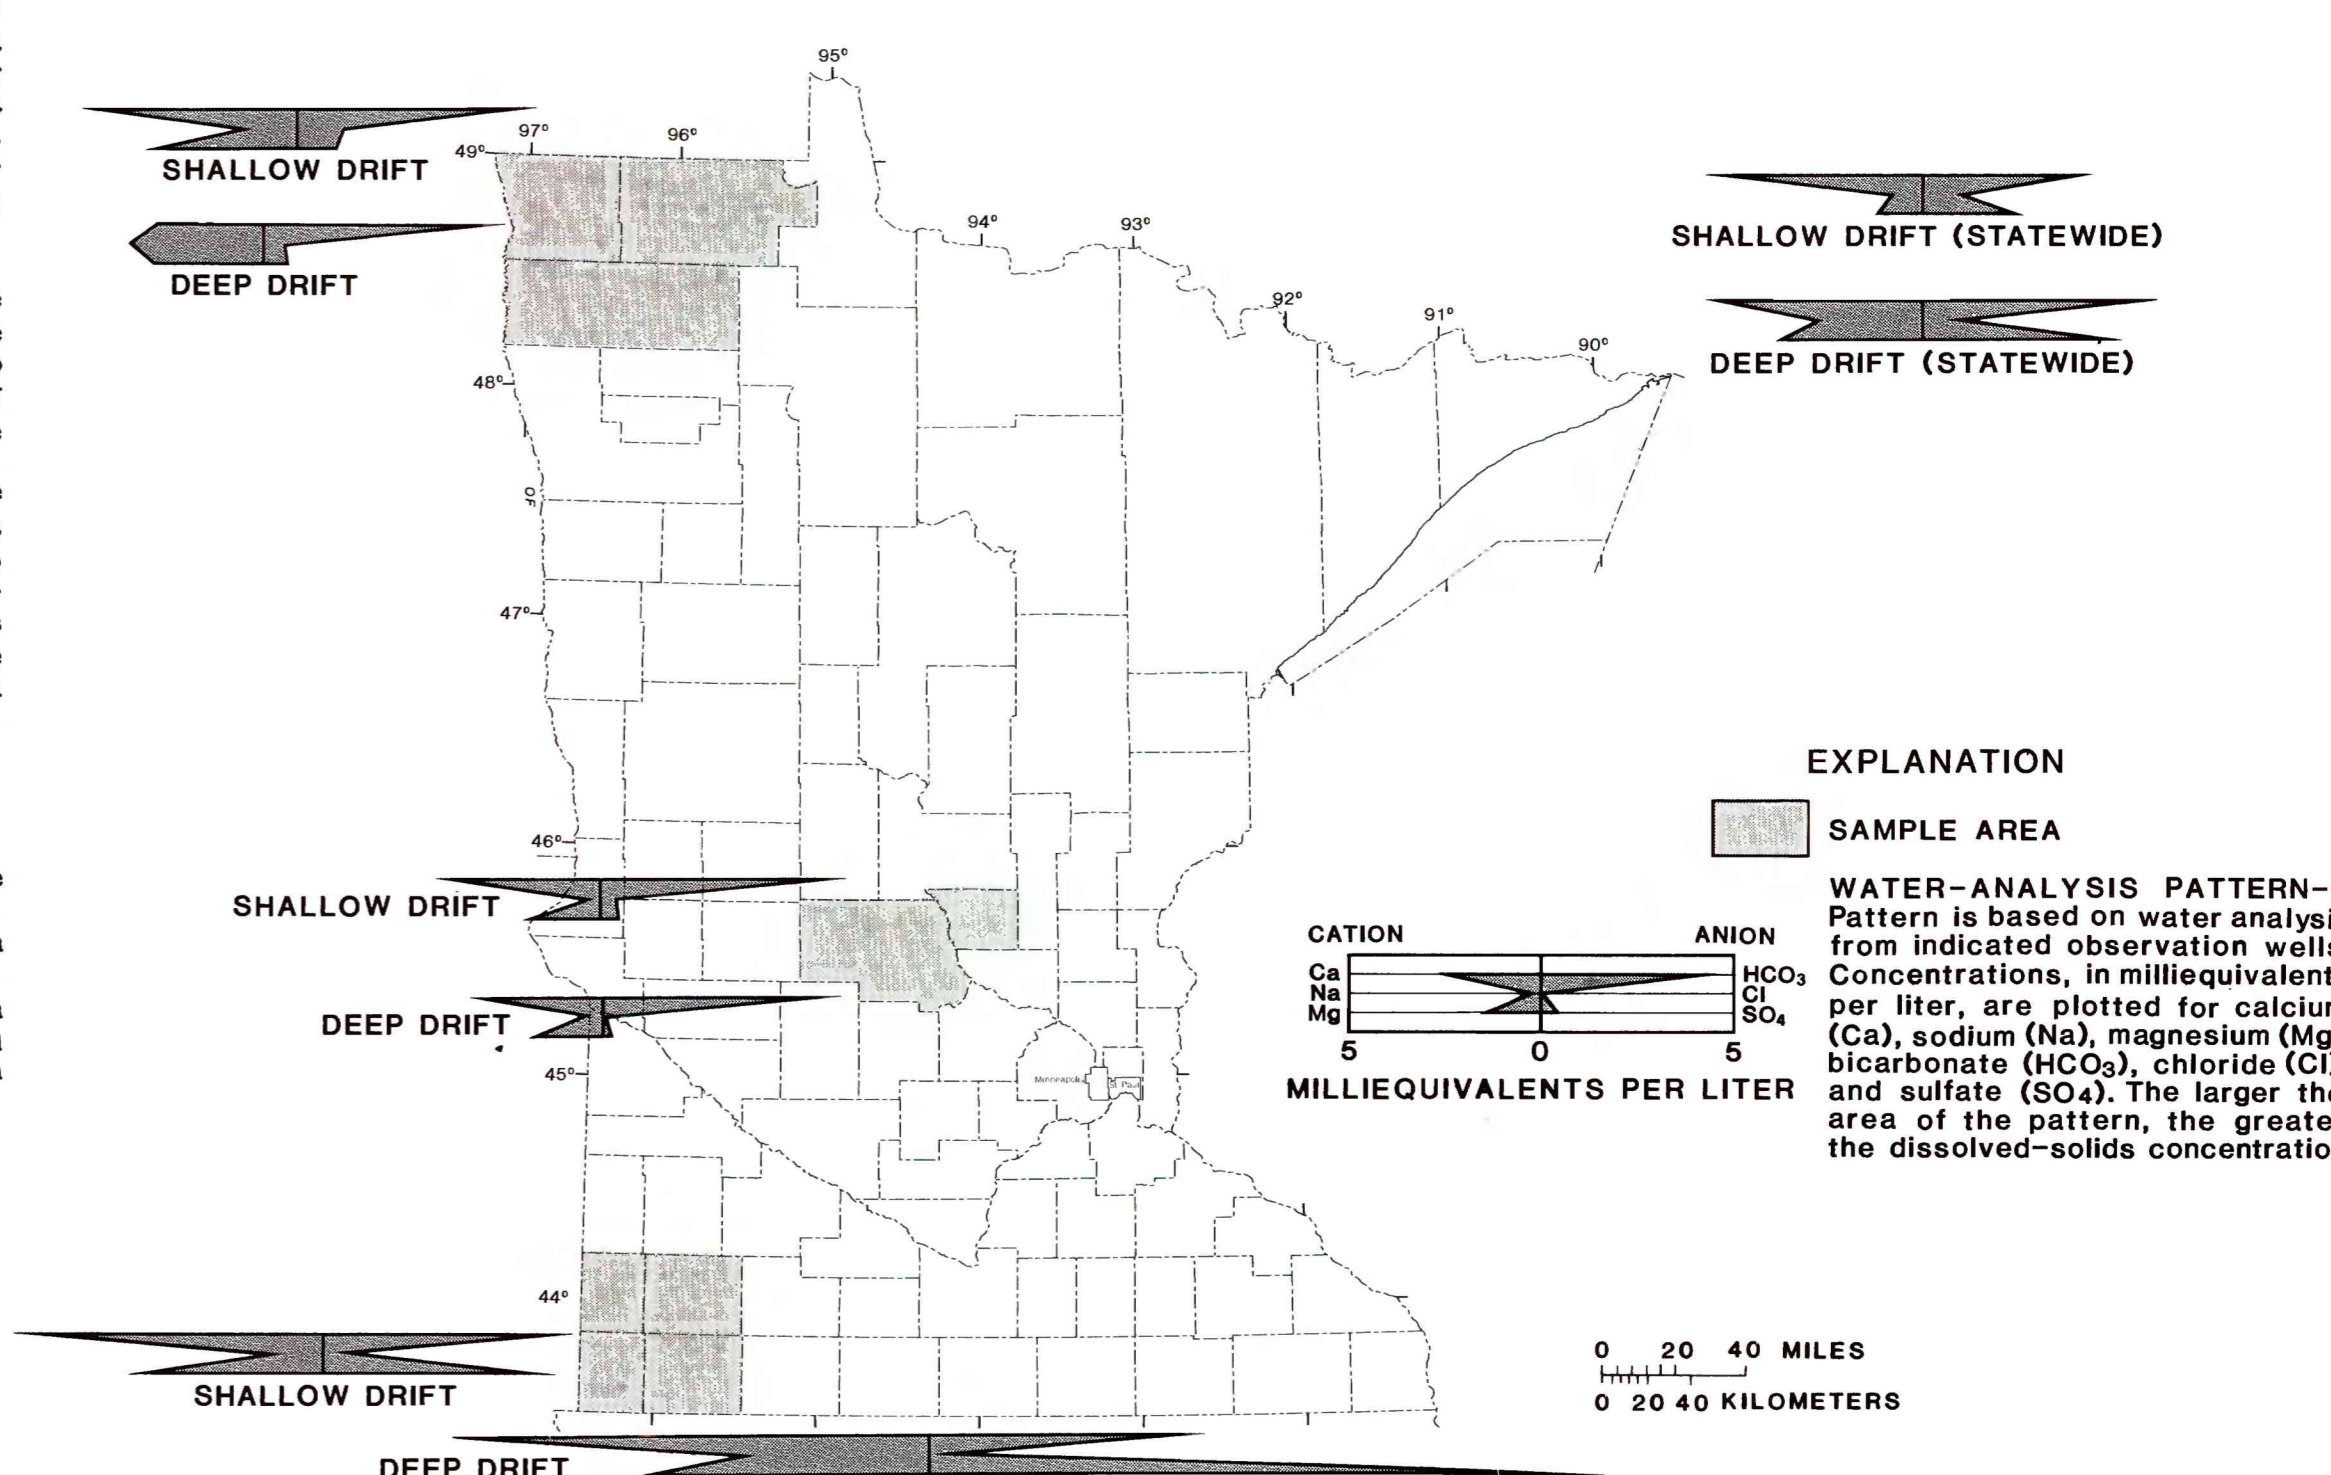 95°
97°
96°
49°
SHALLOW DRIFT
94°
93°
SHALLOW DRIFT (STATEWIDE)
DEEP DRIFT
92°
91°
90°
DEEP DRIFT (STATEWIDE)
48°
OF
47°
EXPLANATION
SAMPLE AREA
46°
SHALLOW DRIFT
DEEP DRIFT
45°
Minneapolis
St Paul
WATER-ANALYSIS PATTERN-
Pattern is based on water analysi
from indicated observation wells
Concentrations, in milliequivalent
per liter, are plotted for calcium
(Ca), sodium (Na), magnesium (Mg
bicarbonate (HCO3), chloride (Cl)
and sulfate (SO4). The larger the
area of the pattern, the greate
the dissolved-solids concentratio
CATION ANION
Ca HCO3
Na Cl
Mg SO4
5 0 5
MILLIEQUIVALENTS PER LITER
44°
SHALLOW DRIFT
0 20 40 MILES
0 20 40 KILOMETERS
DEEP DRIFT